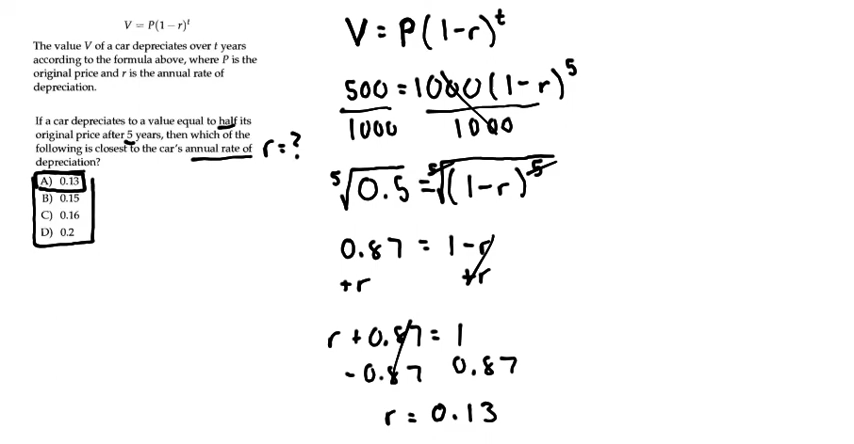 V = P(1 − r)^t
The value V of a car depreciates over t years
according to the formula above, where P is the
original price and r is the annual rate of
depreciation.
If a car depreciates to a value equal to half its
original price after 5 years, then which of the
following is closest to the car's annual rate of
depreciation?
A) 0.13
B) 0.15
C) 0.16
D) 0.2
r = ?
V = P(1-r)^t
500 = 1000(1-r)^5
1000 1000
⁵√0.5 = ⁵√(1-r)^5
0.87 = 1-r
+r +r
r + 0.87 = 1
- 0.87 0.87
r = 0.13